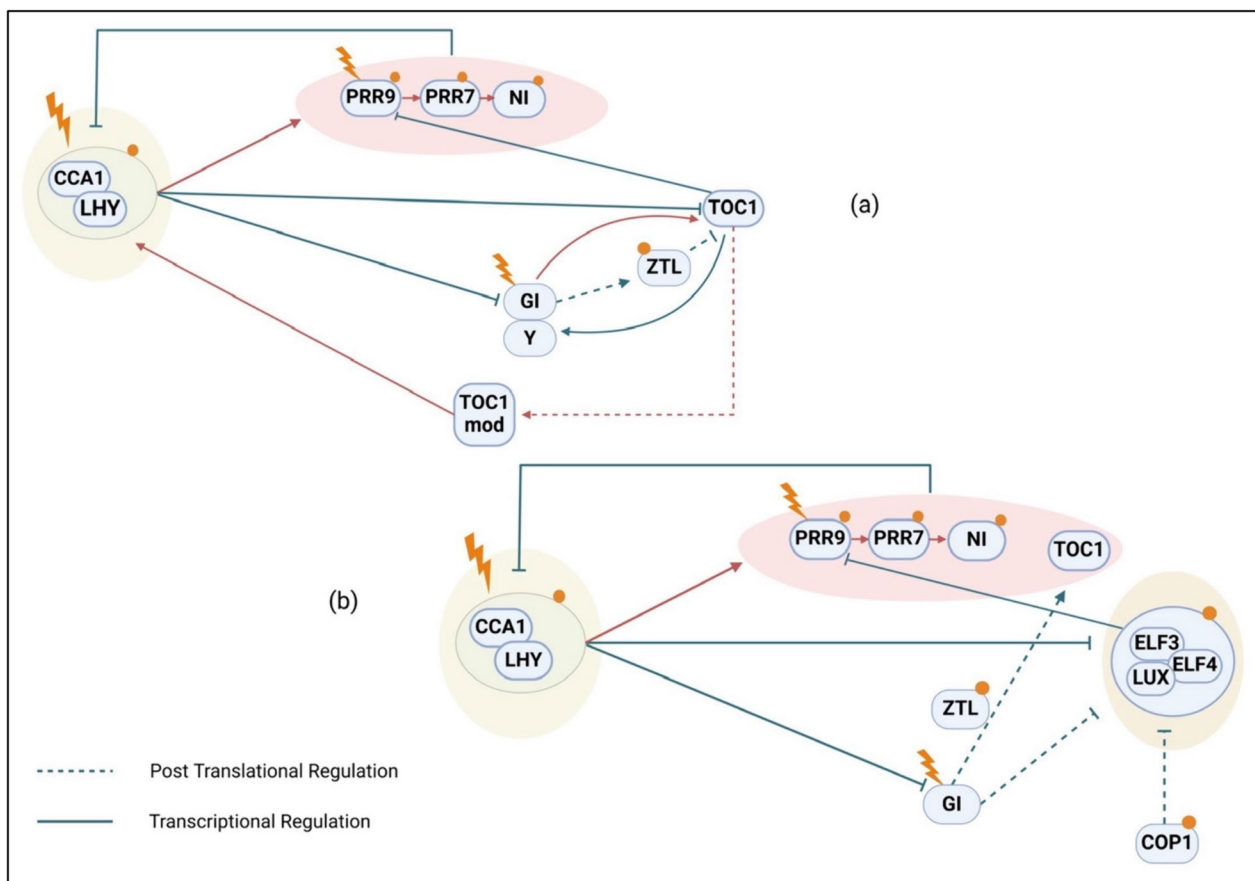 PRR9
PRR7
NI
CCA1
LHY
TOC1
(a)
ZTL
GI
Y
TOC1
mod
PRR9
PRR7
NI
TOC1
(b)
CCA1
LHY
ELF3
ELF4
LUX
ZTL
GI
COP1
Post Translational Regulation
Transcriptional Regulation